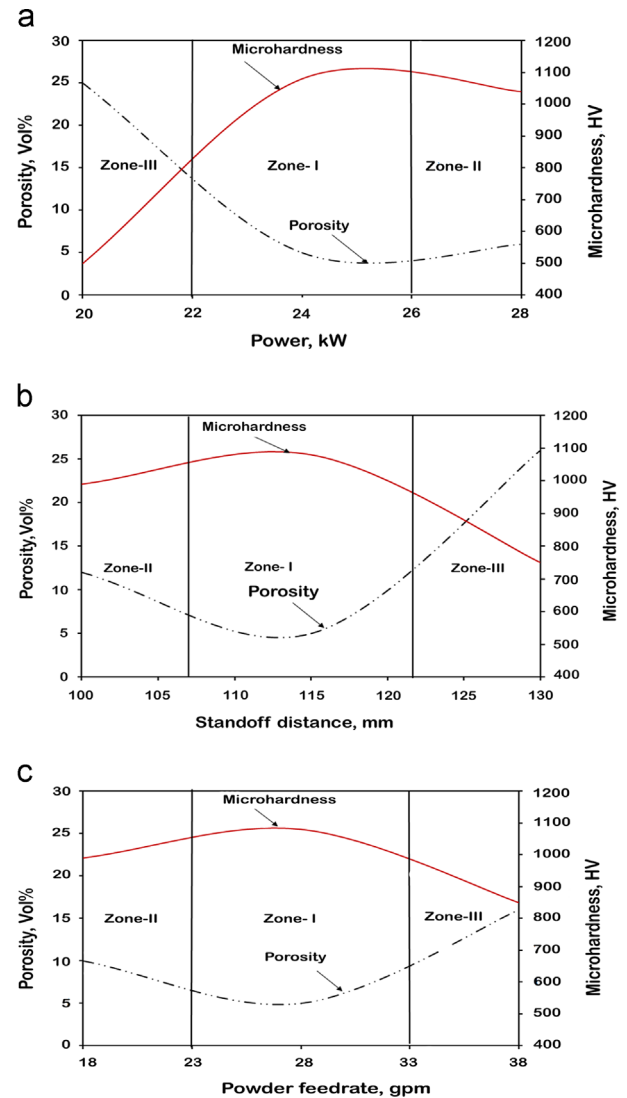 a
30
25
20
15
10
5
0
Porosity, Vol%
Microhardness
Zone-III
Zone- I
Zone- II
Porosity
1200
1100
1000
900
800
700
600
500
400
Microhardness, HV
20 22 24 26 28
Power, kW
b
30
25
20
15
10
5
0
Porosity,Vol%
Microhardness
Zone-II
Zone- I
Zone-III
Porosity
1200
1100
1000
900
800
700
600
500
400
Microhardness, HV
100 105 110 115 120 125 130
Standoff distance, mm
c
30
25
20
15
10
5
0
Porosity, Vol%
Microhardness
Zone-II
Zone- I
Zone-III
Porosity
1200
1100
1000
900
800
700
600
500
400
Microhardness, HV
18 23 28 33 38
Powder feedrate, gpm